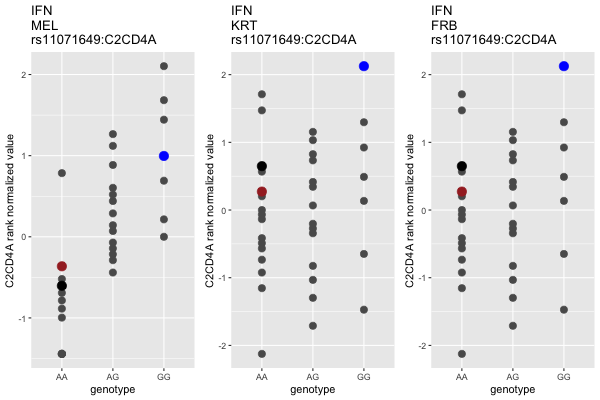 IFN
MEL
rs11071649:C2CD4A
C2CD4A rank normalized value
2
1
0
-1
AA
AG
GG
genotype
IFN
KRT
rs11071649:C2CD4A
C2CD4A rank normalized value
2
1
0
-1
-2
AA
AG
GG
genotype
IFN
FRB
rs11071649:C2CD4A
C2CD4A rank normalized value
2
1
0
-1
-2
AA
AG
GG
genotype